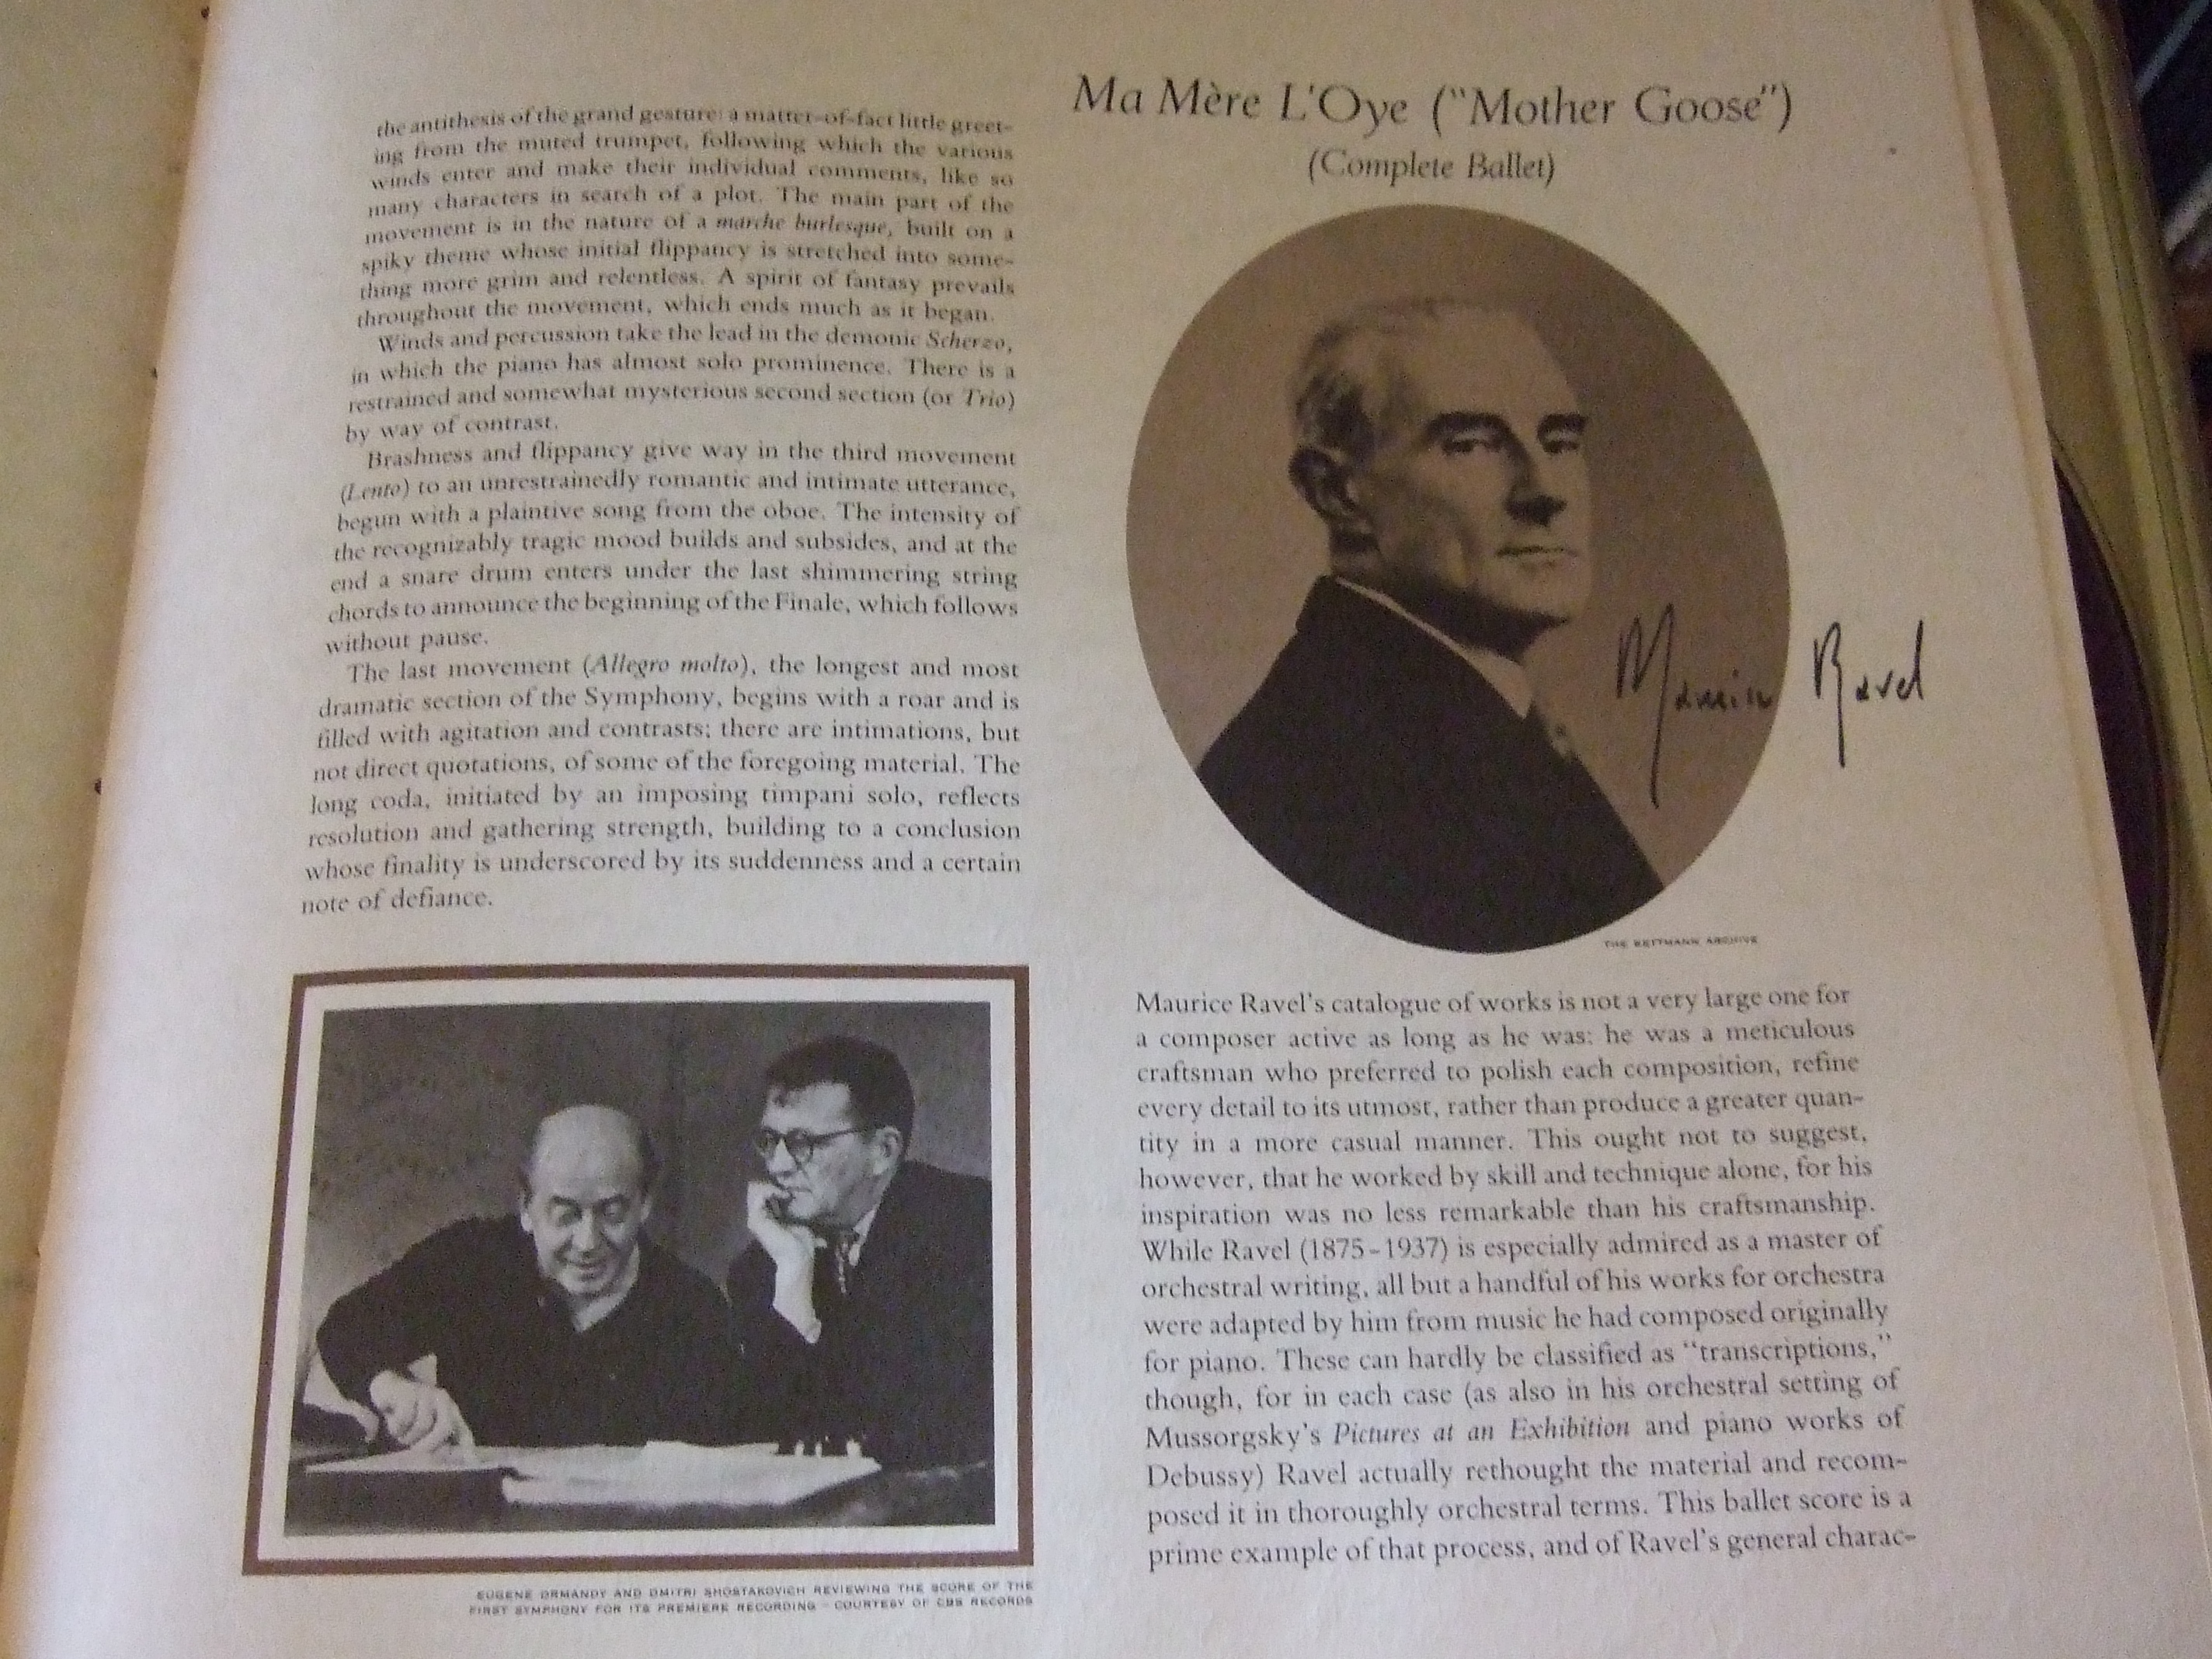 the antithesis of the grand gesture: a matter-of-fact little greet-
ing from the muted trumpet, following which the various
winds enter and make their individual comments, like so
many characters in search of a plot. The main part of the
movement is in the nature of a marche burlesque, built on a
spiky theme whose initial flippancy is stretched into some-
thing more grim and relentless. A spirit of fantasy prevails
throughout the movement, which ends much as it began.
Winds and percussion take the lead in the demonic Scherzo,
in which the piano has almost solo prominence. There is a
restrained and somewhat mysterious second section (or Trio)
by way of contrast.
Brashness and flippancy give way in the third movement
(Lento) to an unrestrainedly romantic and intimate utterance,
begun with a plaintive song from the oboe. The intensity of
the recognizably tragic mood builds and subsides, and at the
end a snare drum enters under the last shimmering string
chords to announce the beginning of the Finale, which follows
without pause.
The last movement (Allegro molto), the longest and most
dramatic section of the Symphony, begins with a roar and is
filled with agitation and contrasts; there are intimations, but
not direct quotations, of some of the foregoing material. The
long coda, initiated by an imposing timpani solo, reflects
resolution and gathering strength, building to a conclusion
whose finality is underscored by its suddenness and a certain
note of defiance.
EUGENE ORMANDY AND DMITRI SHOSTAKOVICH REVIEWING THE SCORE OF THE
FIRST SYMPHONY FOR ITS PREMIERE RECORDING – COURTESY OF CBS RECORDS
Ma Mère L'Oye ("Mother Goose")
(Complete Ballet)
Maurice Ravel
THE BETTMANN ARCHIVE
Maurice Ravel's catalogue of works is not a very large one for
a composer active as long as he was: he was a meticulous
craftsman who preferred to polish each composition, refine
every detail to its utmost, rather than produce a greater quan-
tity in a more casual manner. This ought not to suggest,
however, that he worked by skill and technique alone, for his
inspiration was no less remarkable than his craftsmanship.
While Ravel (1875–1937) is especially admired as a master of
orchestral writing, all but a handful of his works for orchestra
were adapted by him from music he had composed originally
for piano. These can hardly be classified as "transcriptions,"
though, for in each case (as also in his orchestral setting of
Mussorgsky's Pictures at an Exhibition and piano works of
Debussy) Ravel actually rethought the material and recom-
posed it in thoroughly orchestral terms. This ballet score is a
prime example of that process, and of Ravel's general charac-